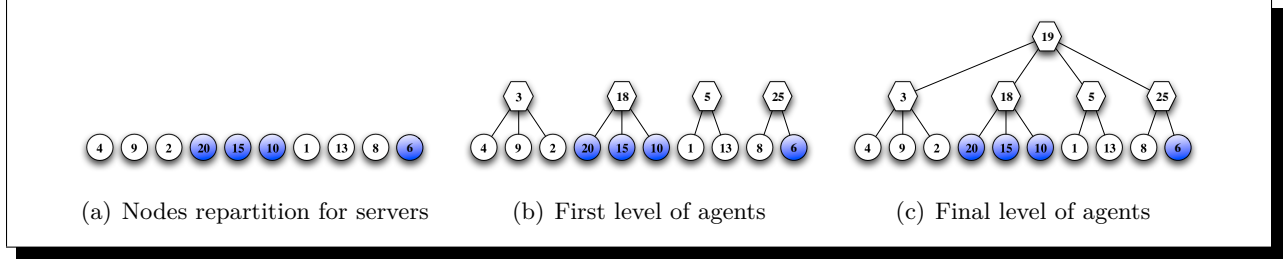 19
3 18 5 25 3 18 5 25
4 9 2 20 15 10 1 13 8 6 4 9 2 20 15 10 1 13 8 6 4 9 2 20 15 10 1 13 8 6
(a) Nodes repartition for servers (b) First level of agents (c) Final level of agents